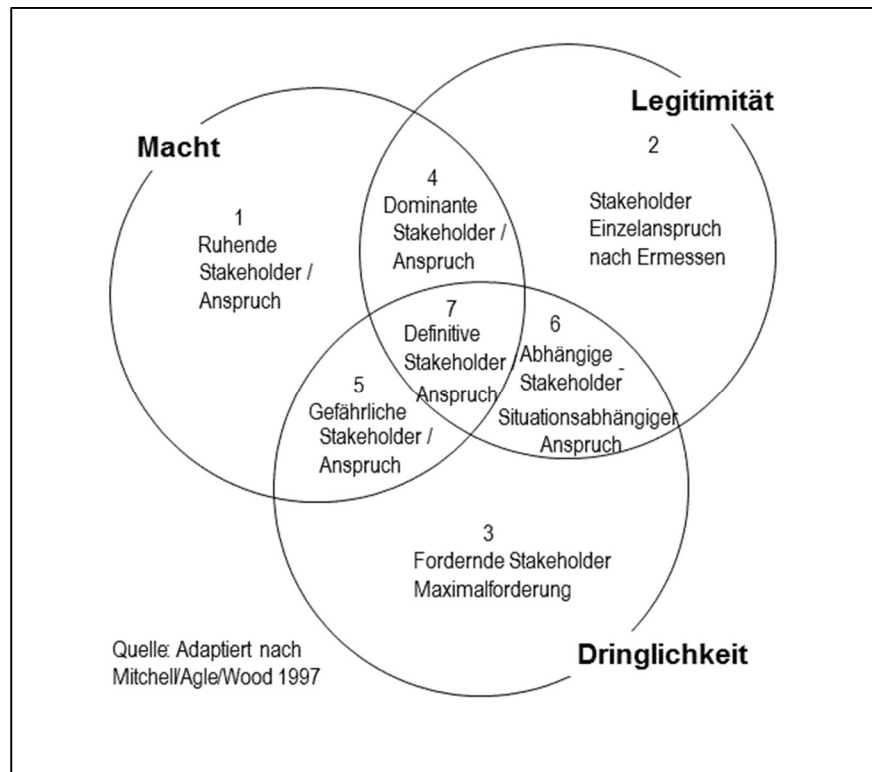 Legitimität
Macht
2
Stakeholder
Einzelanspruch
nach Ermessen
4
Dominante
Stakeholder /
Anspruch
1
Ruhende
Stakeholder /
Anspruch
7
Definitive
Stakeholder /
Anspruch
6
Abhängige
Stakeholder-
Situationsabhängiger
Anspruch
5
Gefährliche
Stakeholder /
Anspruch
3
Fordernde Stakeholder
Maximalforderung
Dringlichkeit
Quelle: Adaptiert nach
Mitchell/Agle/Wood 1997